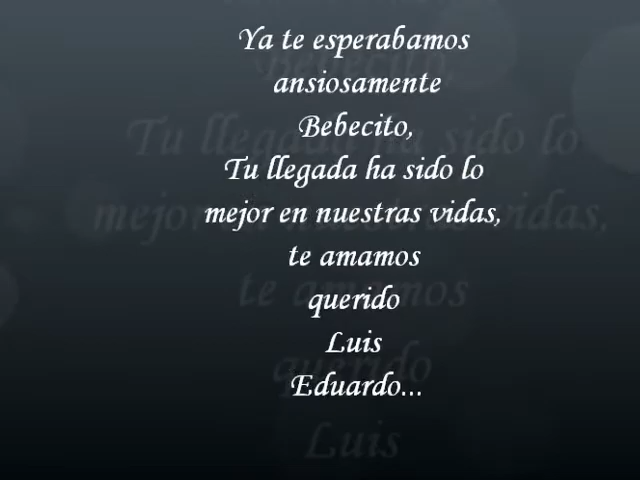 Ya te esperabamos
ansiosamente
Bebecito,
Tu llegada ha sido lo
mejor en nuestras vidas,
te amamos
querido
Luis
Eduardo...